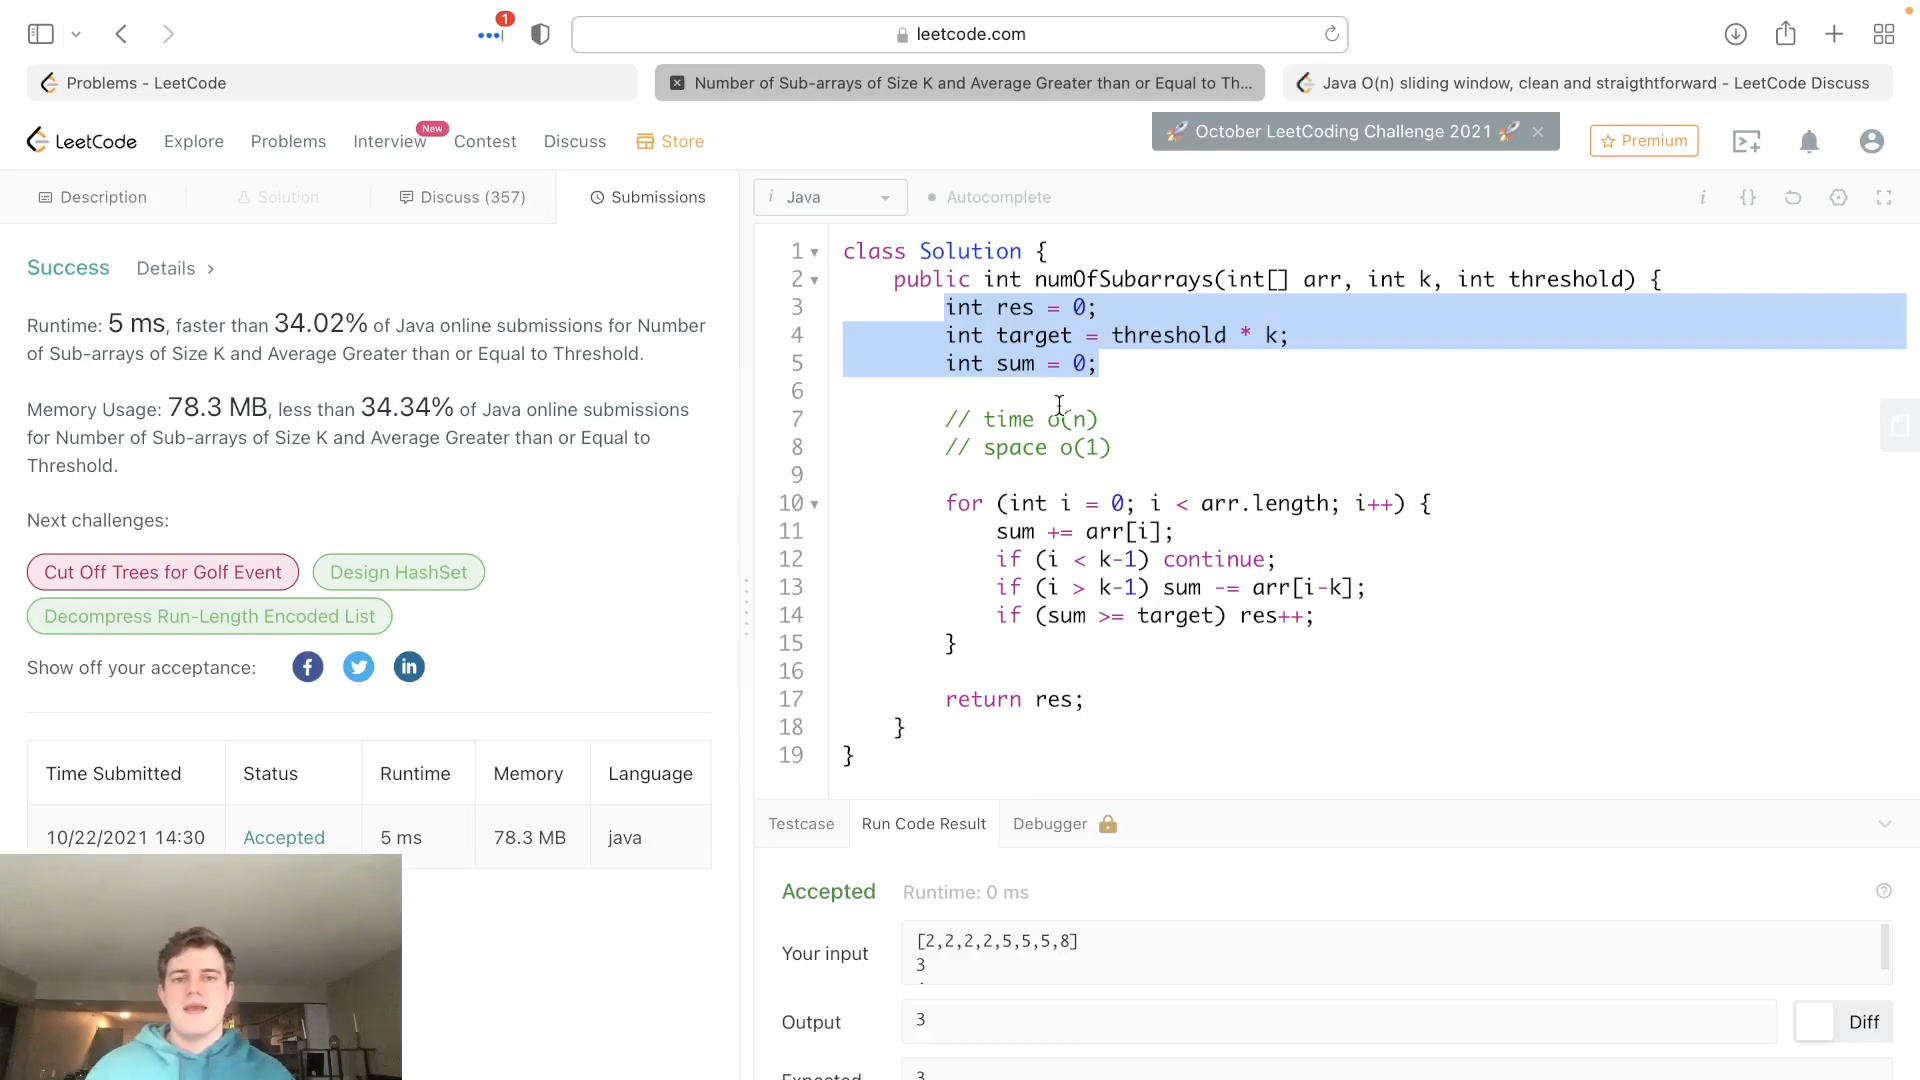 1
leetcode.com
Problems - LeetCode
Number of Sub-arrays of Size K and Average Greater than or Equal to Th...
Java O(n) sliding window, clean and straigthtforward - LeetCode Discuss
LeetCode
Explore
Problems
Interview
New
Contest
Discuss
Store
🚀 October LeetCoding Challenge 2021 🚀
Premium
Description
Solution
Discuss (357)
Submissions
i Java
Autocomplete
Success
Details
Runtime: 5 ms, faster than 34.02% of Java online submissions for Number
of Sub-arrays of Size K and Average Greater than or Equal to Threshold.
Memory Usage: 78.3 MB, less than 34.34% of Java online submissions
for Number of Sub-arrays of Size K and Average Greater than or Equal to
Threshold.
Next challenges:
Cut Off Trees for Golf Event
Design HashSet
Decompress Run-Length Encoded List
Show off your acceptance:
Time Submitted Status Runtime Memory Language
10/22/2021 14:30 Accepted 5 ms 78.3 MB java
1 class Solution {
2 public int numOfSubarrays(int[] arr, int k, int threshold) {
3 int res = 0;
4 int target = threshold * k;
5 int sum = 0;
6
7 // time o(n)
8 // space o(1)
9
10 for (int i = 0; i < arr.length; i++) {
11 sum += arr[i];
12 if (i < k-1) continue;
13 if (i > k-1) sum -= arr[i-k];
14 if (sum >= target) res++;
15 }
16
17 return res;
18 }
19 }
Testcase
Run Code Result
Debugger
Accepted
Runtime: 0 ms
Your input
[2,2,2,2,5,5,5,8]
3
Output
3
Diff
Expected
3